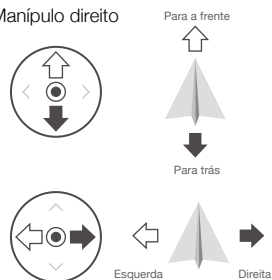 Manípulo direito
Para a frente
Para trás
Esquerda
Direita